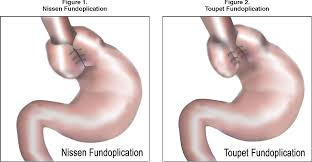 Figure 1.
Nissen Fundoplication
Figure 2.
Toupet Fundoplication
Nissen Fundoplication
Toupet Fundoplication